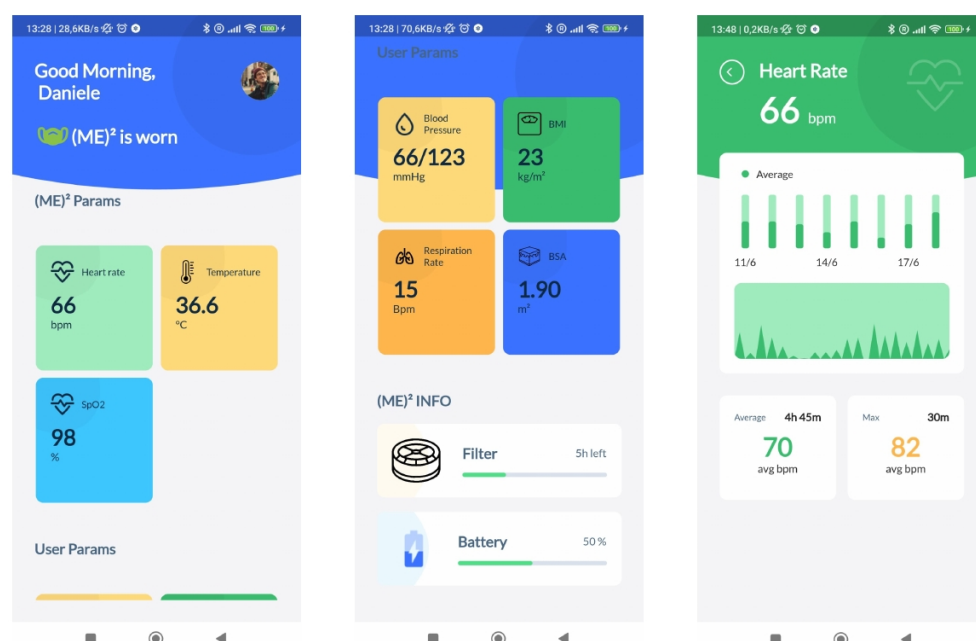 13:28 | 28,6KB/s
100
Good Morning,
Daniele
(ME)² is worn
(ME)² Params
Heart rate
66
bpm
Temperature
36.6
°C
SpO2
98
%
User Params
13:28 | 70,6KB/s
100
User Params
Blood
Pressure
66/123
mmHg
BMI
23
kg/m²
Respiration
Rate
15
Bpm
BSA
1.90
m²
(ME)² INFO
Filter
5h left
Battery
50 %
13:48 | 0,2KB/s
100
Heart Rate
66 bpm
Average
11/6 14/6 17/6
Average 4h 45m
70
avg bpm
Max 30m
82
avg bpm